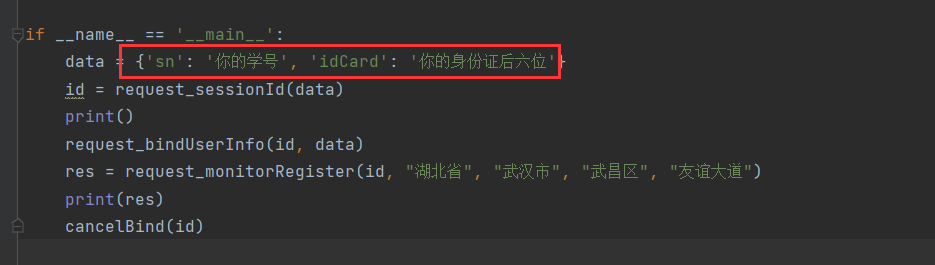 if __name__ == '__main__':
    data = {'sn': '你的学号', 'idCard': '你的身份证后六位'}
    id = request_sessionId(data)
    print()
    request_bindUserInfo(id, data)
    res = request_monitorRegister(id, "湖北省", "武汉市", "武昌区", "友谊大道")
    print(res)
    cancelBind(id)